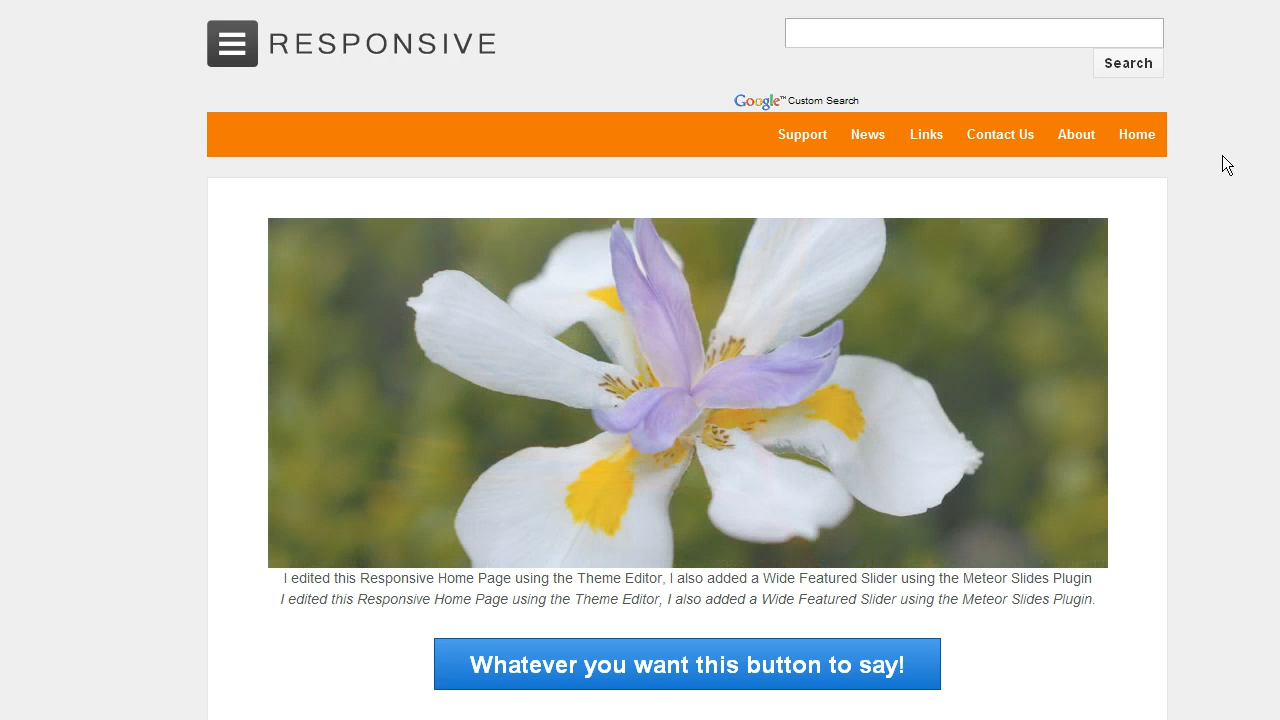 RESPONSIVE
Search
Google™ Custom Search
Support News Links Contact Us About Home
I edited this Responsive Home Page using the Theme Editor, I also added a Wide Featured Slider using the Meteor Slides Plugin
I edited this Responsive Home Page using the Theme Editor, I also added a Wide Featured Slider using the Meteor Slides Plugin.
Whatever you want this button to say!